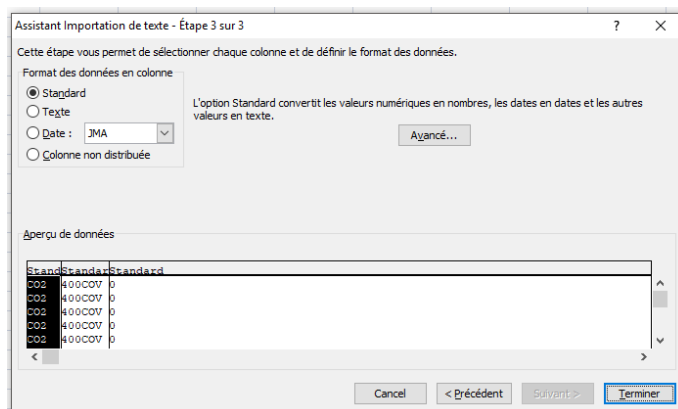 Assistant Importation de texte - Étape 3 sur 3
Cette étape vous permet de sélectionner chaque colonne et de définir le format des données.
Format des données en colonne
Standard
Texte
Date : JMA
Colonne non distribuée
L'option Standard convertit les valeurs numériques en nombres, les dates en dates et les autres
valeurs en texte.
Avancé...
Aperçu de données
StandStandarStandard
CO2 400COV 0
CO2 400COV 0
CO2 400COV 0
CO2 400COV 0
CO2 400COV 0
Cancel
< Précédent
Suivant >
Terminer